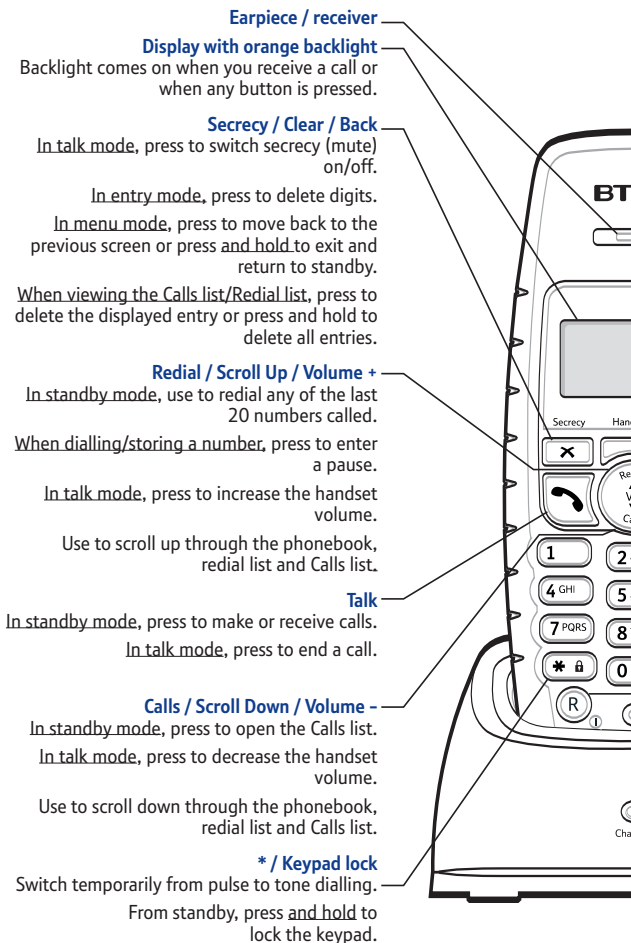 Earpiece / receiver
Display with orange backlight
Backlight comes on when you receive a call or
when any button is pressed.
Secrecy / Clear / Back
In talk mode, press to switch secrecy (mute)
on/off.
In entry mode, press to delete digits.
In menu mode, press to move back to the
previous screen or press and hold to exit and
return to standby.
When viewing the Calls list/Redial list, press to
delete the displayed entry or press and hold to
delete all entries.
Redial / Scroll Up / Volume +
In standby mode, use to redial any of the last
20 numbers called.
When dialling/storing a number, press to enter
a pause.
In talk mode, press to increase the handset
volume.
Use to scroll up through the phonebook,
redial list and Calls list.
Talk
In standby mode, press to make or receive calls.
In talk mode, press to end a call.
Calls / Scroll Down / Volume –
In standby mode, press to open the Calls list.
In talk mode, press to decrease the handset
volume.
Use to scroll down through the phonebook,
redial list and Calls list.
* / Keypad lock
Switch temporarily from pulse to tone dialling.
From standby, press and hold to
lock the keypad.
BT
Secrecy
1 2
4 GHI 5
7 PQRS 8
* 0
R